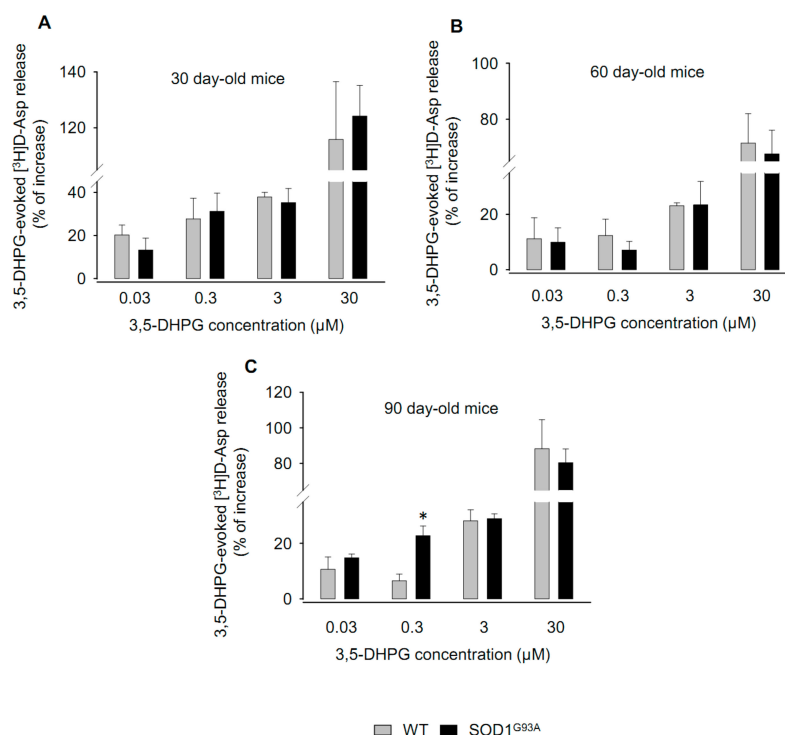 A
30 day-old mice
3,5-DHPG-evoked [³H]D-Asp release
(% of increase)
140
120
40
20
0
0.03 0.3 3 30
3,5-DHPG concentration (µM)
B
60 day-old mice
3,5-DHPG-evoked [³H]D-Asp release
(% of increase)
100
80
60
20
0
0.03 0.3 3 30
3,5-DHPG concentration (µM)
C
90 day-old mice
3,5-DHPG-evoked [³H]D-Asp release
(% of increase)
120
100
80
20
0
*
0.03 0.3 3 30
3,5-DHPG concentration (µM)
WT SOD1ᴳ⁹³ᴬ